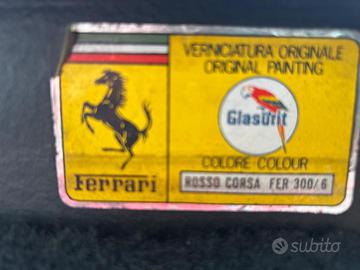 VERNICIATURA ORIGINALE
ORIGINAL PAINTING
Glasurit
COLORE COLOUR
Ferrari
ROSSO CORSA FER 300/6
subito